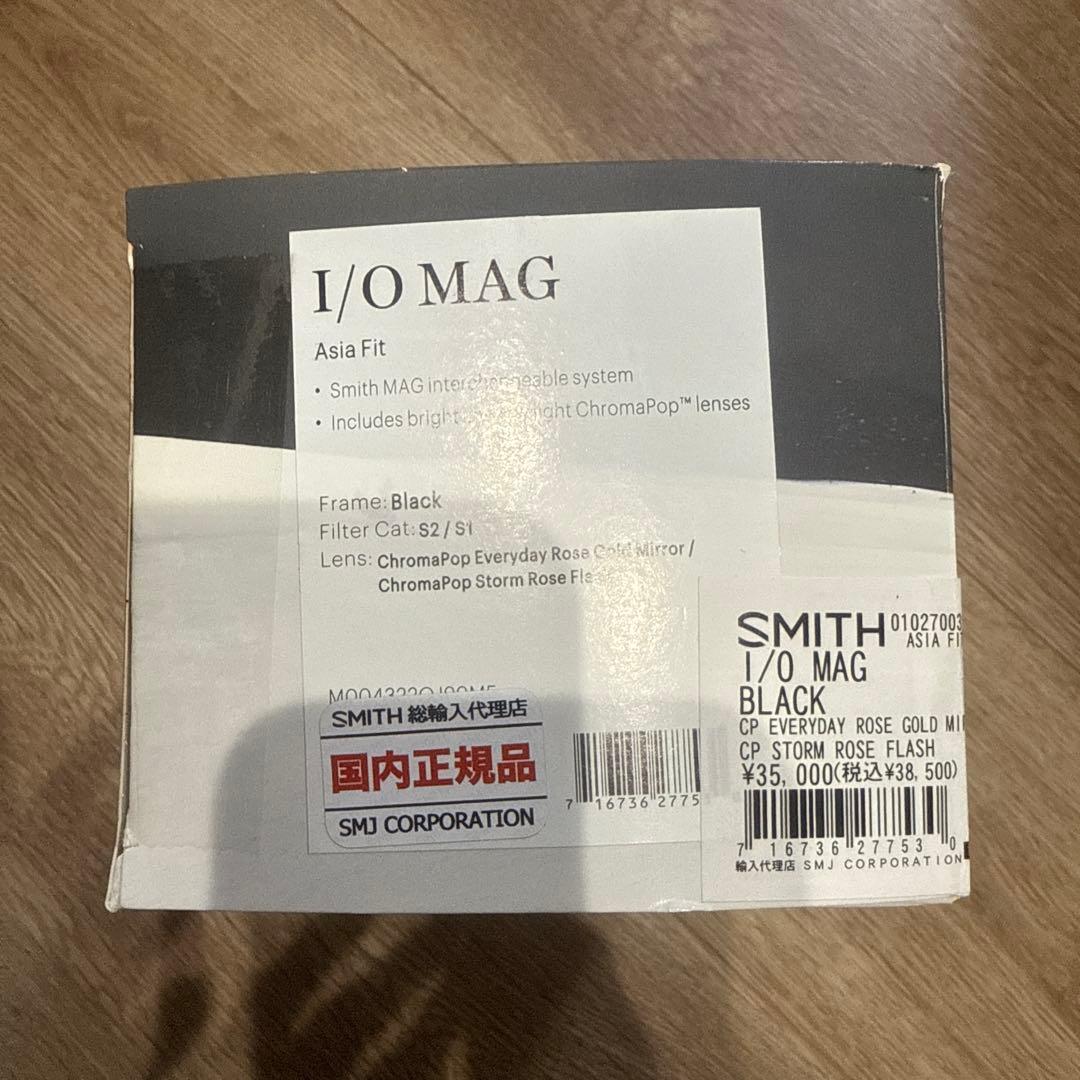 I/O MAG
Asia Fit
• Smith MAG interchangeable system
• Includes bright light ChromaPop™ lenses
Frame: Black
Filter Cat: S2 / S1
Lens: ChromaPop Everyday Rose Gold Mirror /
ChromaPop Storm Rose
SMITH 総輸入代理店
国内正規品
SMJ CORPORATION
7 16736 2775
SMITH 01027003
ASIA FI
I/O MAG
BLACK
CP EVERYDAY ROSE GOLD MI
CP STORM ROSE FLASH
¥35,000(税込¥38,500)
7 16736 27753 0
輸入代理店 SMJ CORPORATION